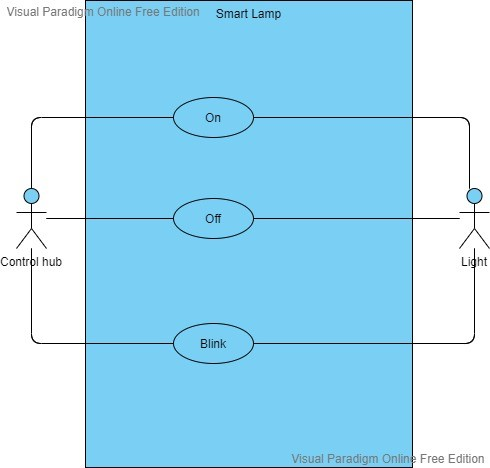 Visual Paradigm Online Free Edition
Smart Lamp
On
Off
Control hub
Light
Blink
Visual Paradigm Online Free Edition